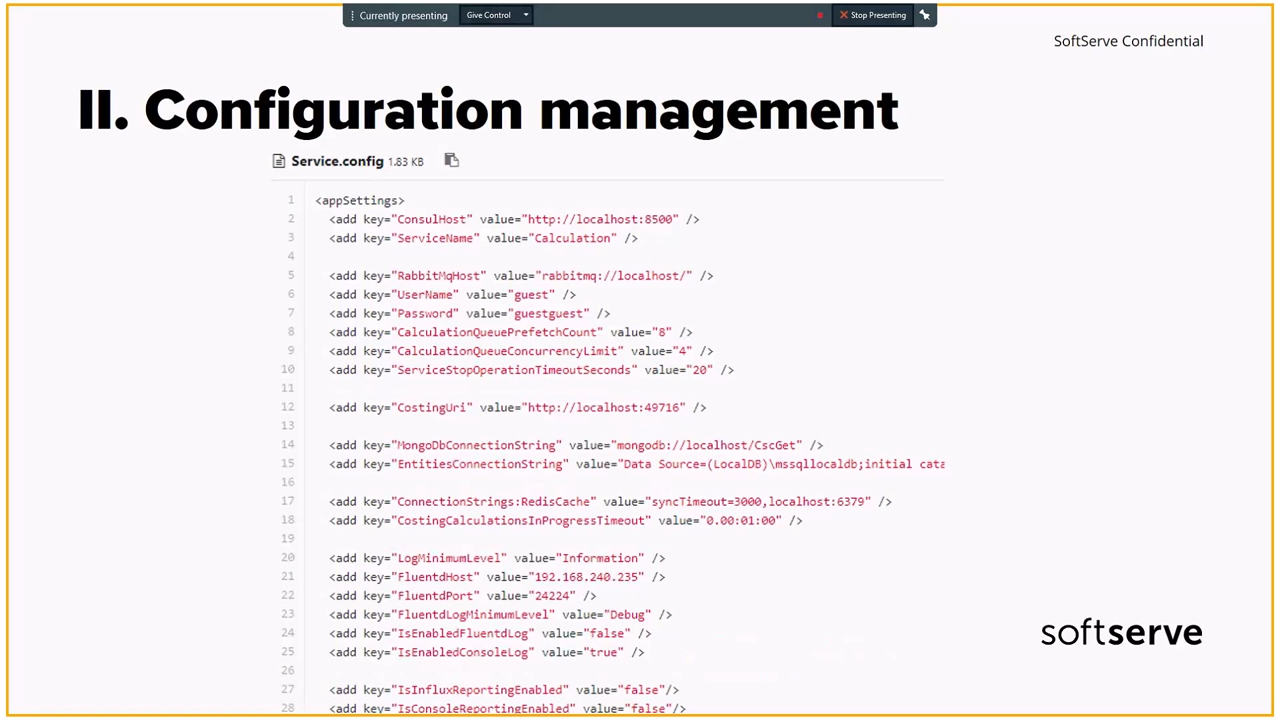 Currently presenting
Give Control
Stop Presenting
SoftServe Confidential
II. Configuration management
Service.config 1.83 KB
1 <appSettings>
2 <add key="ConsulHost" value="http://localhost:8500" />
3 <add key="ServiceName" value="Calculation" />
4
5 <add key="RabbitMqHost" value="rabbitmq://localhost/" />
6 <add key="UserName" value="guest" />
7 <add key="Password" value="guestguest" />
8 <add key="CalculationQueuePrefetchCount" value="8" />
9 <add key="CalculationQueueConcurrencyLimit" value="4" />
10 <add key="ServiceStopOperationTimeoutSeconds" value="20" />
11
12 <add key="CostingUri" value="http://localhost:49716" />
13
14 <add key="MongoDbConnectionString" value="mongodb://localhost/CscGet" />
15 <add key="EntitiesConnectionString" value="Data Source=(LocalDB)\mssqllocaldb;initial cata
16
17 <add key="ConnectionStrings:RedisCache" value="syncTimeout=3000,localhost:6379" />
18 <add key="CostingCalculationsInProgressTimeout" value="0.00:01:00" />
19
20 <add key="LogMinimumLevel" value="Information" />
21 <add key="FluentdHost" value="192.168.240.235" />
22 <add key="FluentdPort" value="24224" />
23 <add key="FluentdLogMinimumLevel" value="Debug" />
24 <add key="IsEnabledFluentdLog" value="false" />
25 <add key="IsEnabledConsoleLog" value="true" />
26
27 <add key="IsInfluxReportingEnabled" value="false"/>
28 <add key="IsConsoleReportingEnabled" value="false"/>
softserve